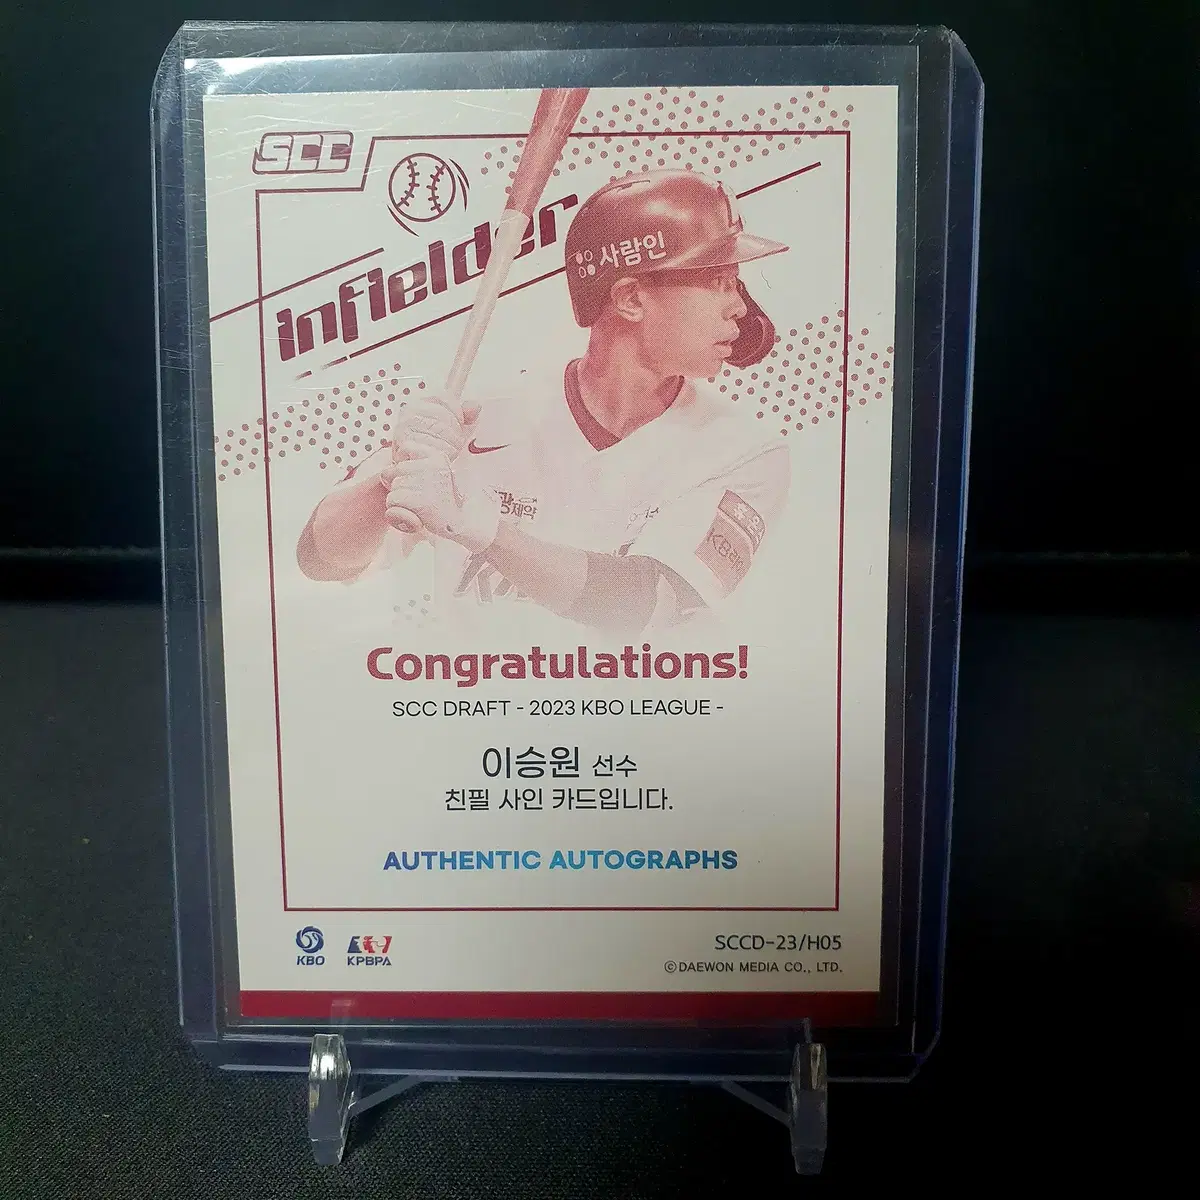 SCC
Infielder
사람인
제약
Congratulations!
SCC DRAFT - 2023 KBO LEAGUE -
이승원 선수
친필 사인 카드입니다.
AUTHENTIC AUTOGRAPHS
KBO
KPBPA
SCCD-23/H05
©DAEWON MEDIA CO., LTD.